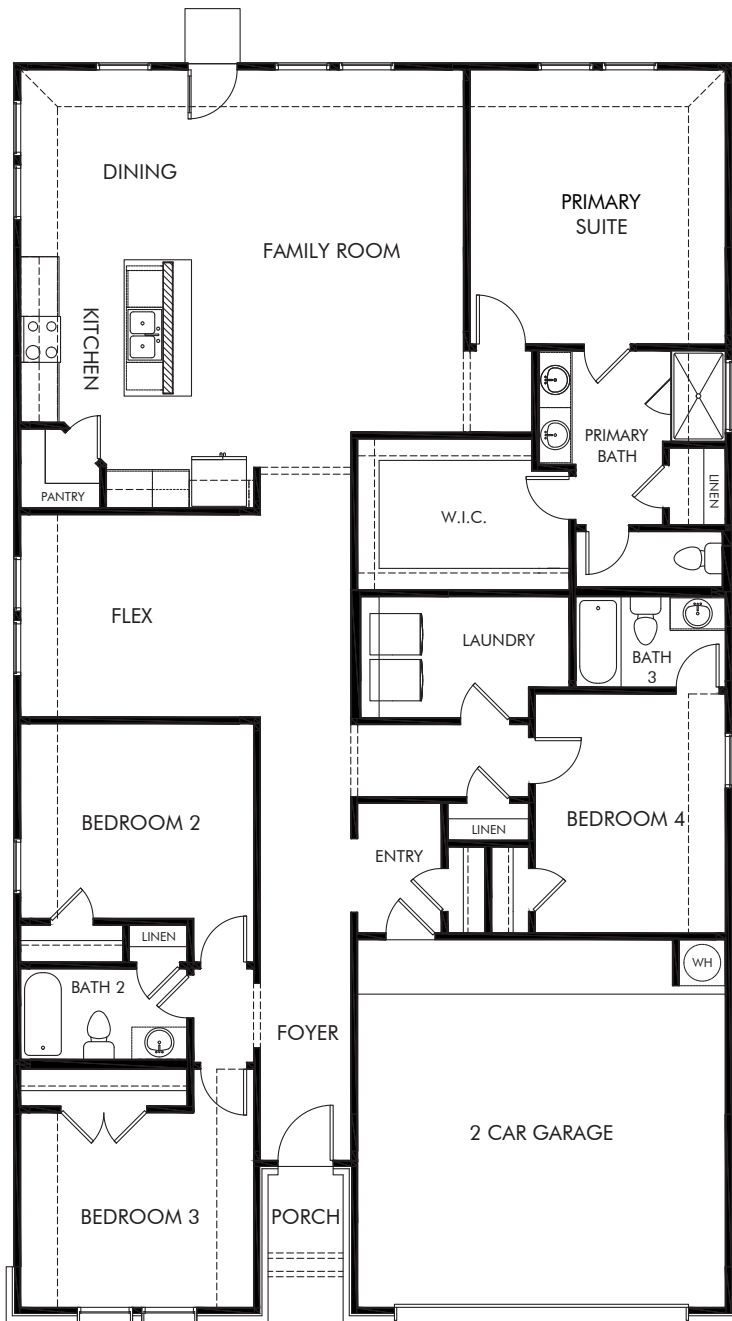 DINING
PRIMARY
SUITE
FAMILY ROOM
KITCHEN
PRIMARY
BATH
PANTRY
LINEN
W.I.C.
FLEX
LAUNDRY
BATH
3
BEDROOM 2
BEDROOM 4
LINEN
ENTRY
LINEN
WH
BATH 2
FOYER
2 CAR GARAGE
BEDROOM 3
PORCH